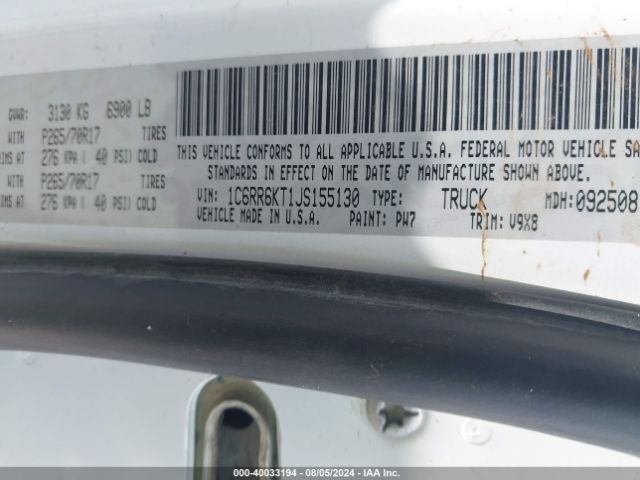 GVWR: 3130 KG 6900 LB
WITH P265/70R17 TIRES
RIMS AT 276 KPA ( 40 PSI) COLD
WITH P265/70R17 TIRES
RIMS AT 276 KPA ( 40 PSI) COLD
THIS VEHICLE CONFORMS TO ALL APPLICABLE U.S.A. FEDERAL MOTOR VEHICLE SA
STANDARDS IN EFFECT ON THE DATE OF MANUFACTURE SHOWN ABOVE.
VIN: 1C6RR6KT1JS155130 TYPE: TRUCK MDH: 092508
VEHICLE MADE IN U.S.A. PAINT: PW7 TRIM: V9X8
000-40033194 - 08/05/2024 - IAA Inc.